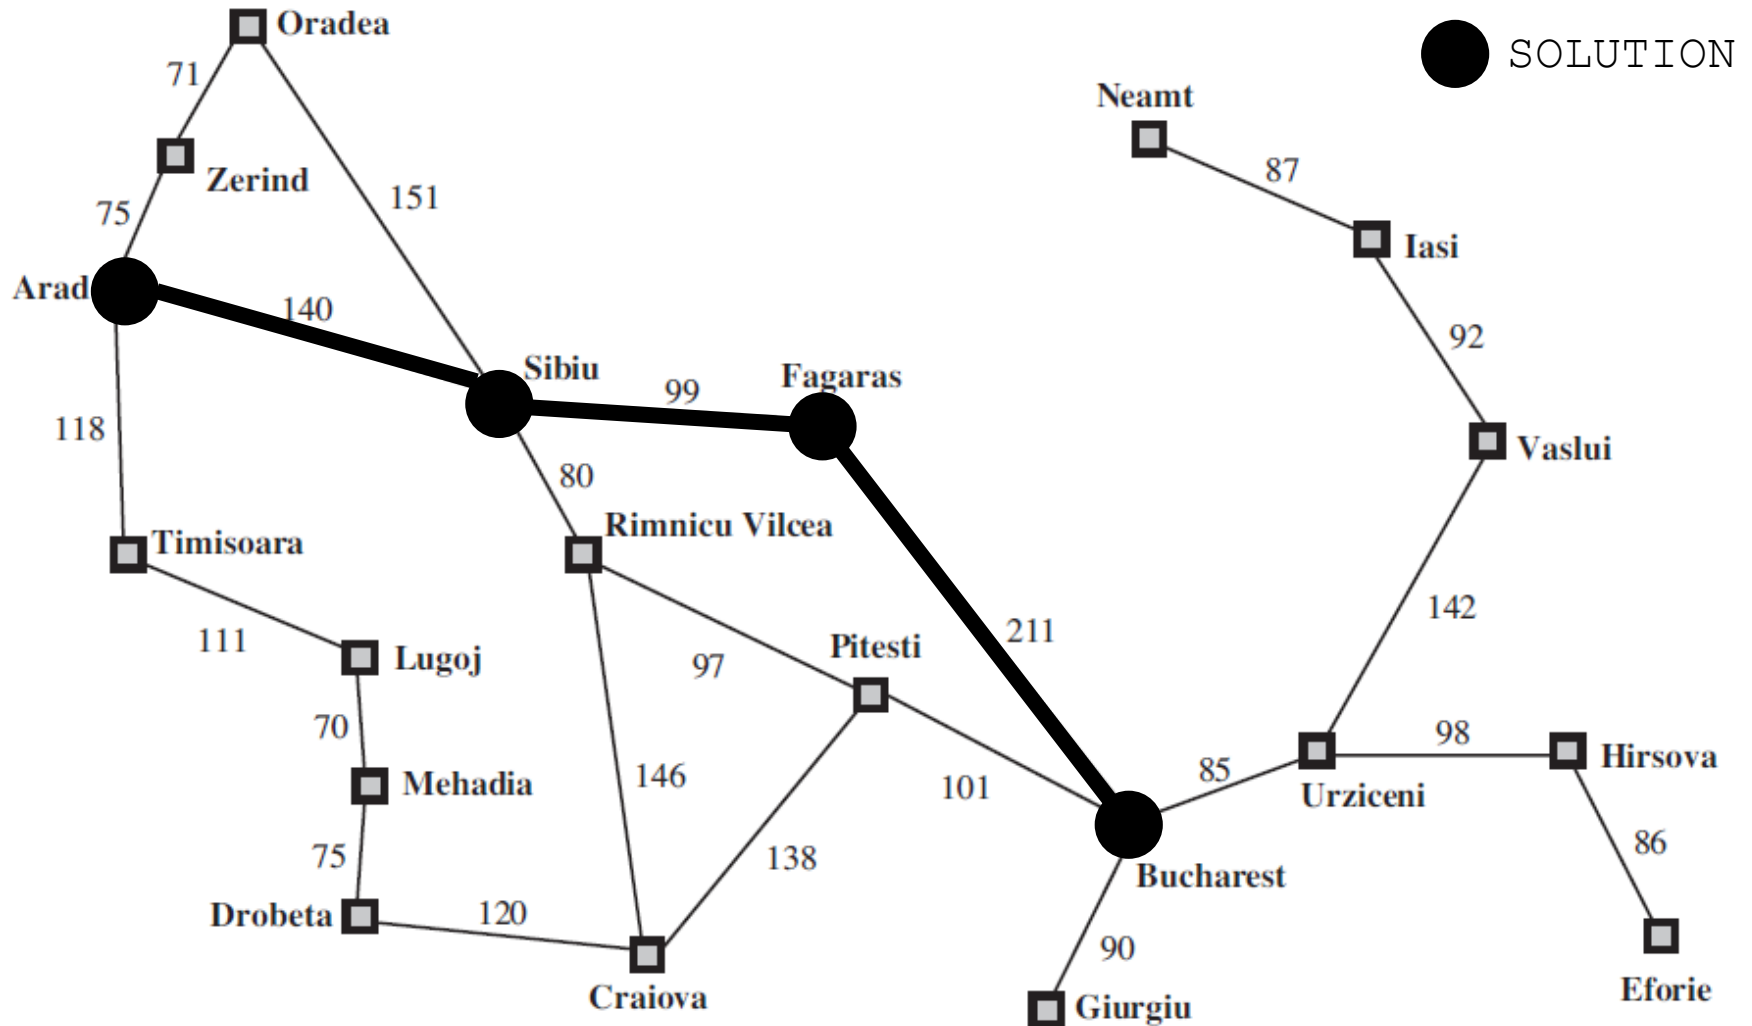 Oradea
SOLUTION
71
Neamt
Zerind
87
151
75
Iasi
Arad
140
92
Sibiu
Fagaras
99
118
Vaslui
80
Rimnicu Vilcea
Timisoara
142
211
111
Lugoj
Pitesti
97
70
98
Hirsova
85
146
101
Mehadia
Urziceni
86
75
138
Bucharest
Drobeta
120
90
Eforie
Craiova
Giurgiu